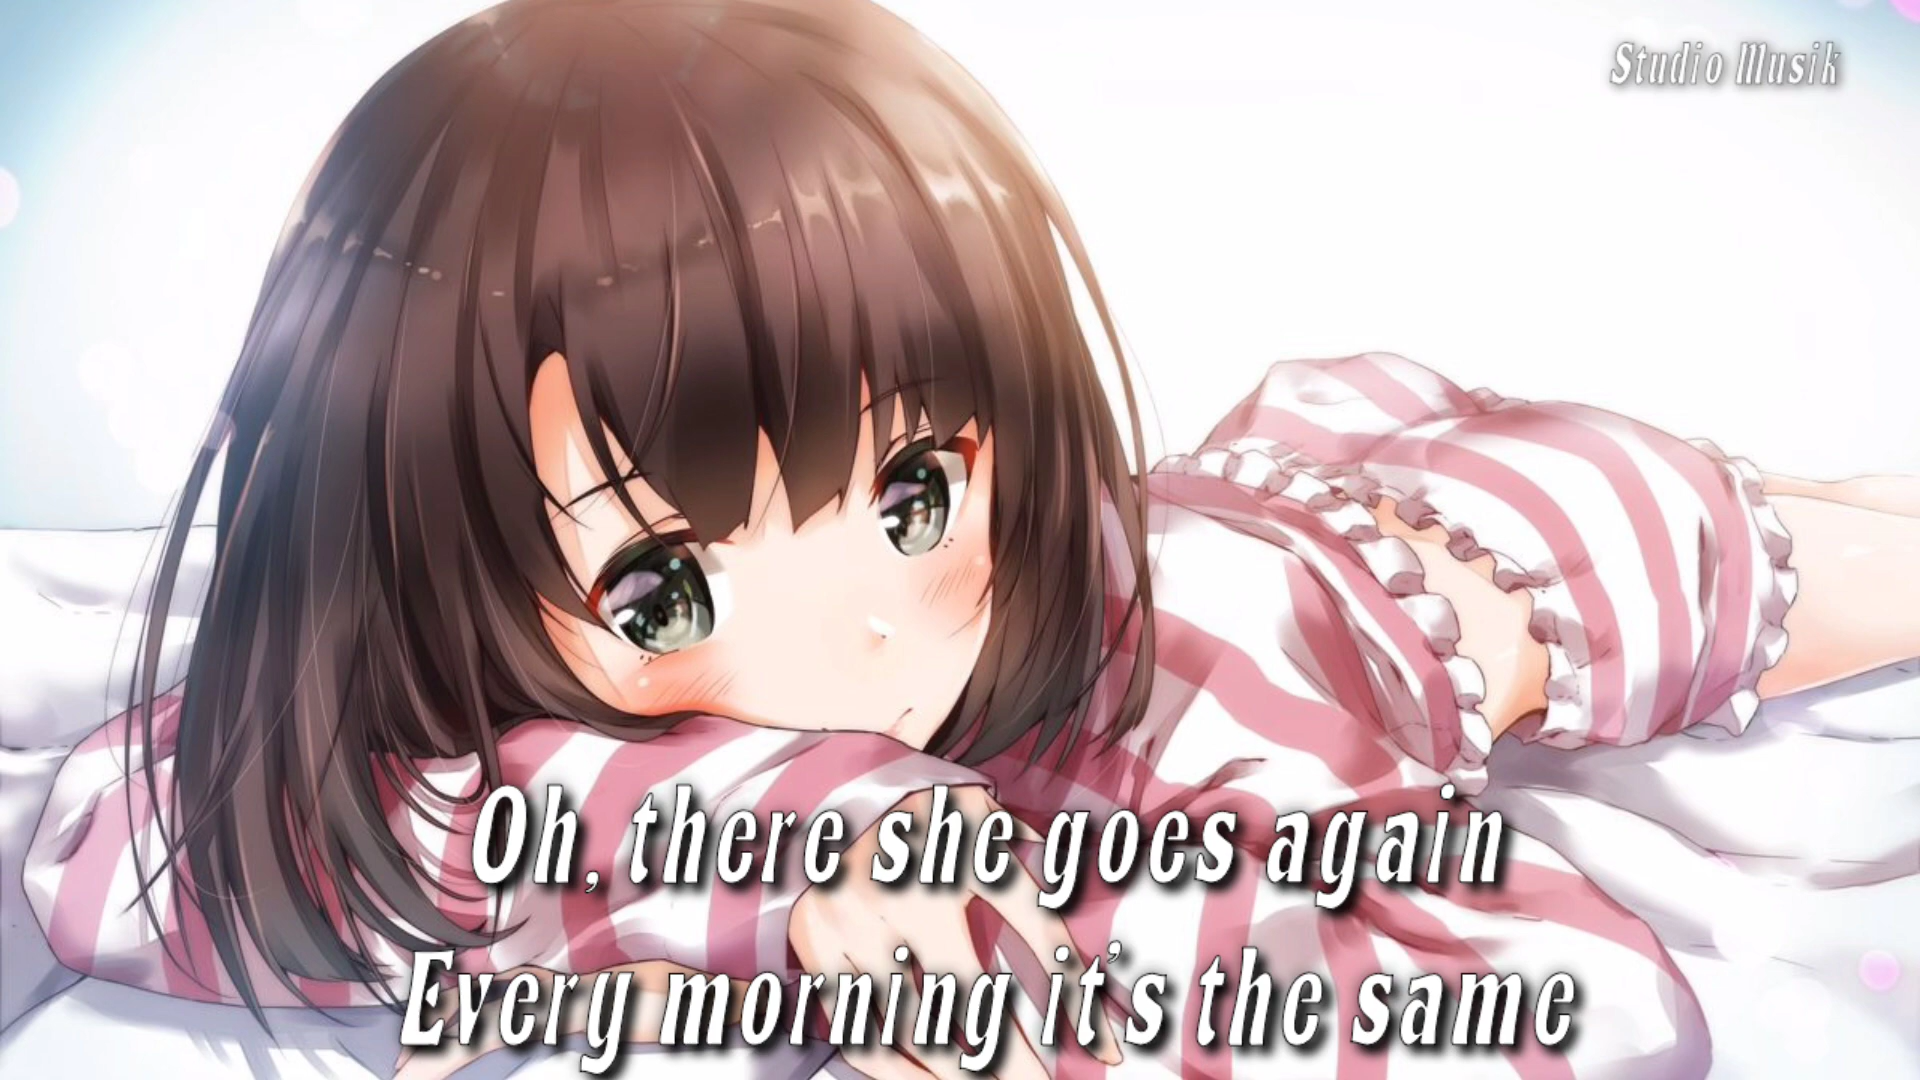 Studio Musik
Oh, there she goes again
Every morning it's the same